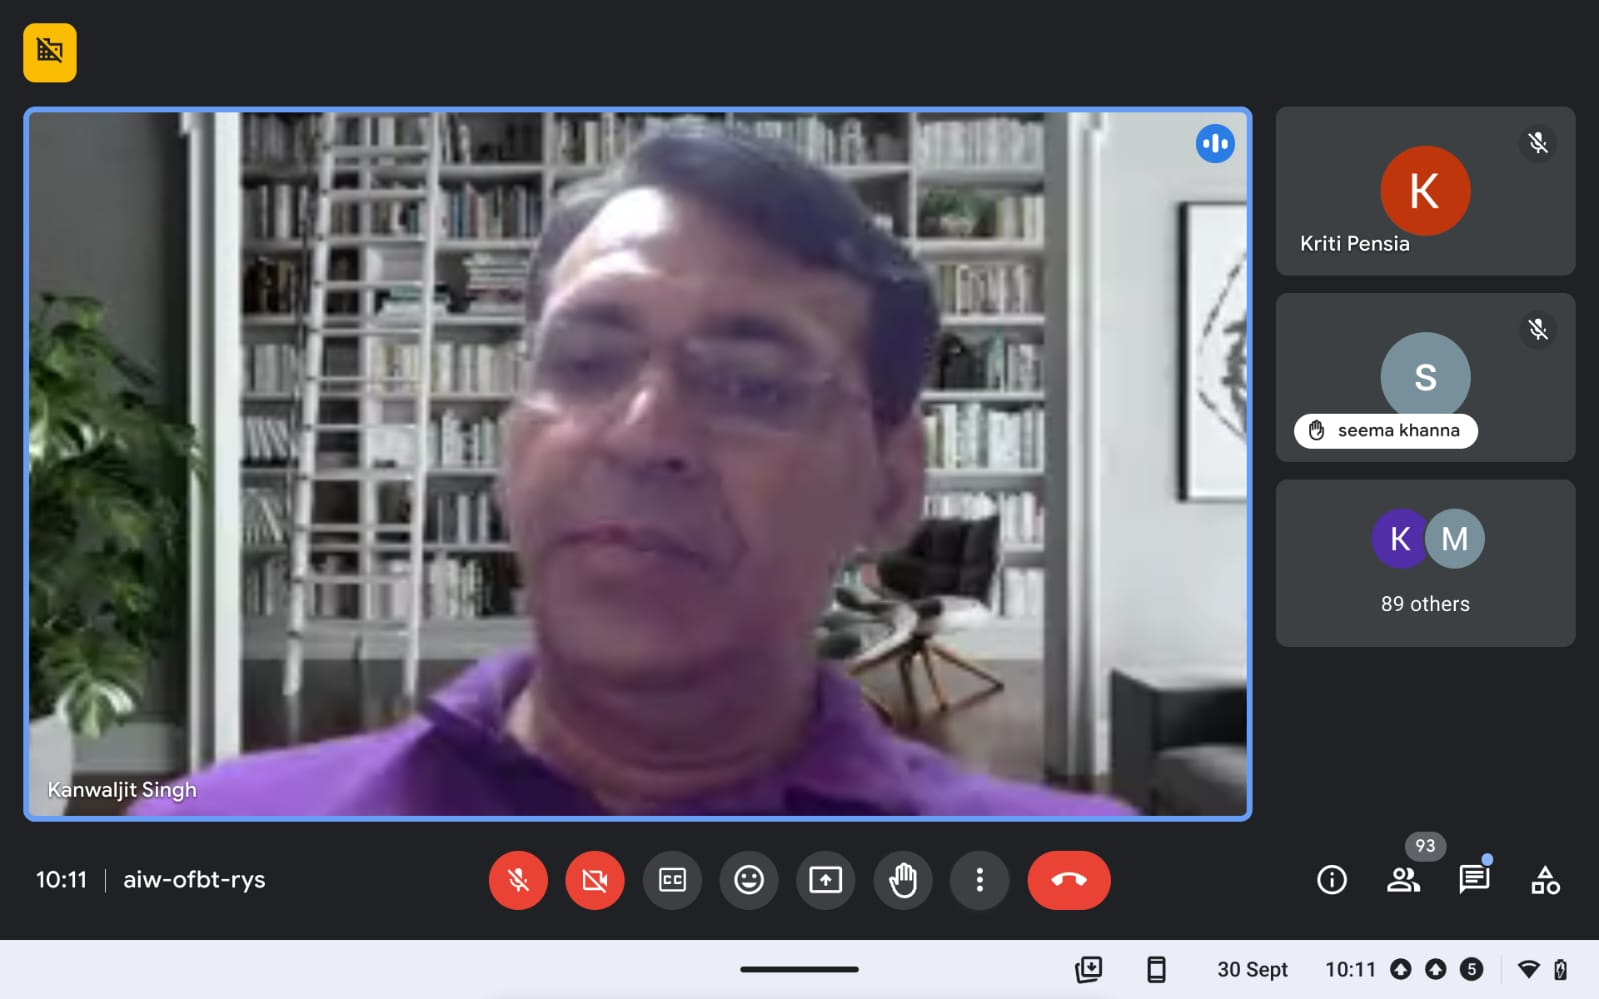 K
Kriti Pensia
S
seema khanna
K M
89 others
Kanwaljit Singh
10:11 | aiw-ofbt-rys
CC
93
30 Sept 10:11 5